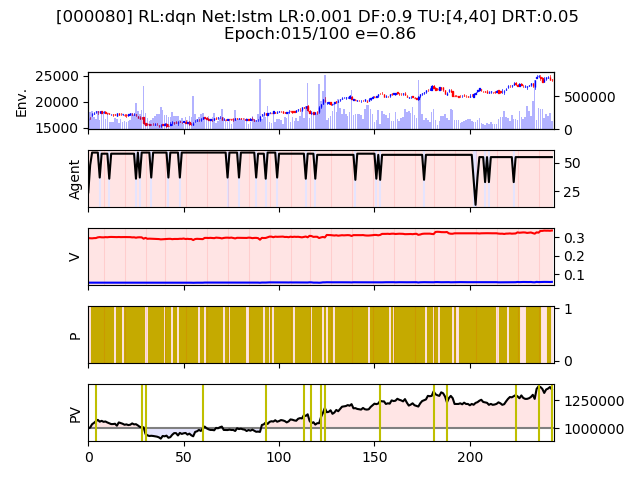 [000080] RL:dqn Net:lstm LR:0.001 DF:0.9 TU:[4,40] DRT:0.05
Epoch:015/100 e=0.86
Env.
25000
20000
15000
500000
0
Agent
50
25
V
0.3
0.2
0.1
P
1
0
PV
1250000
1000000
0
50
100
150
200